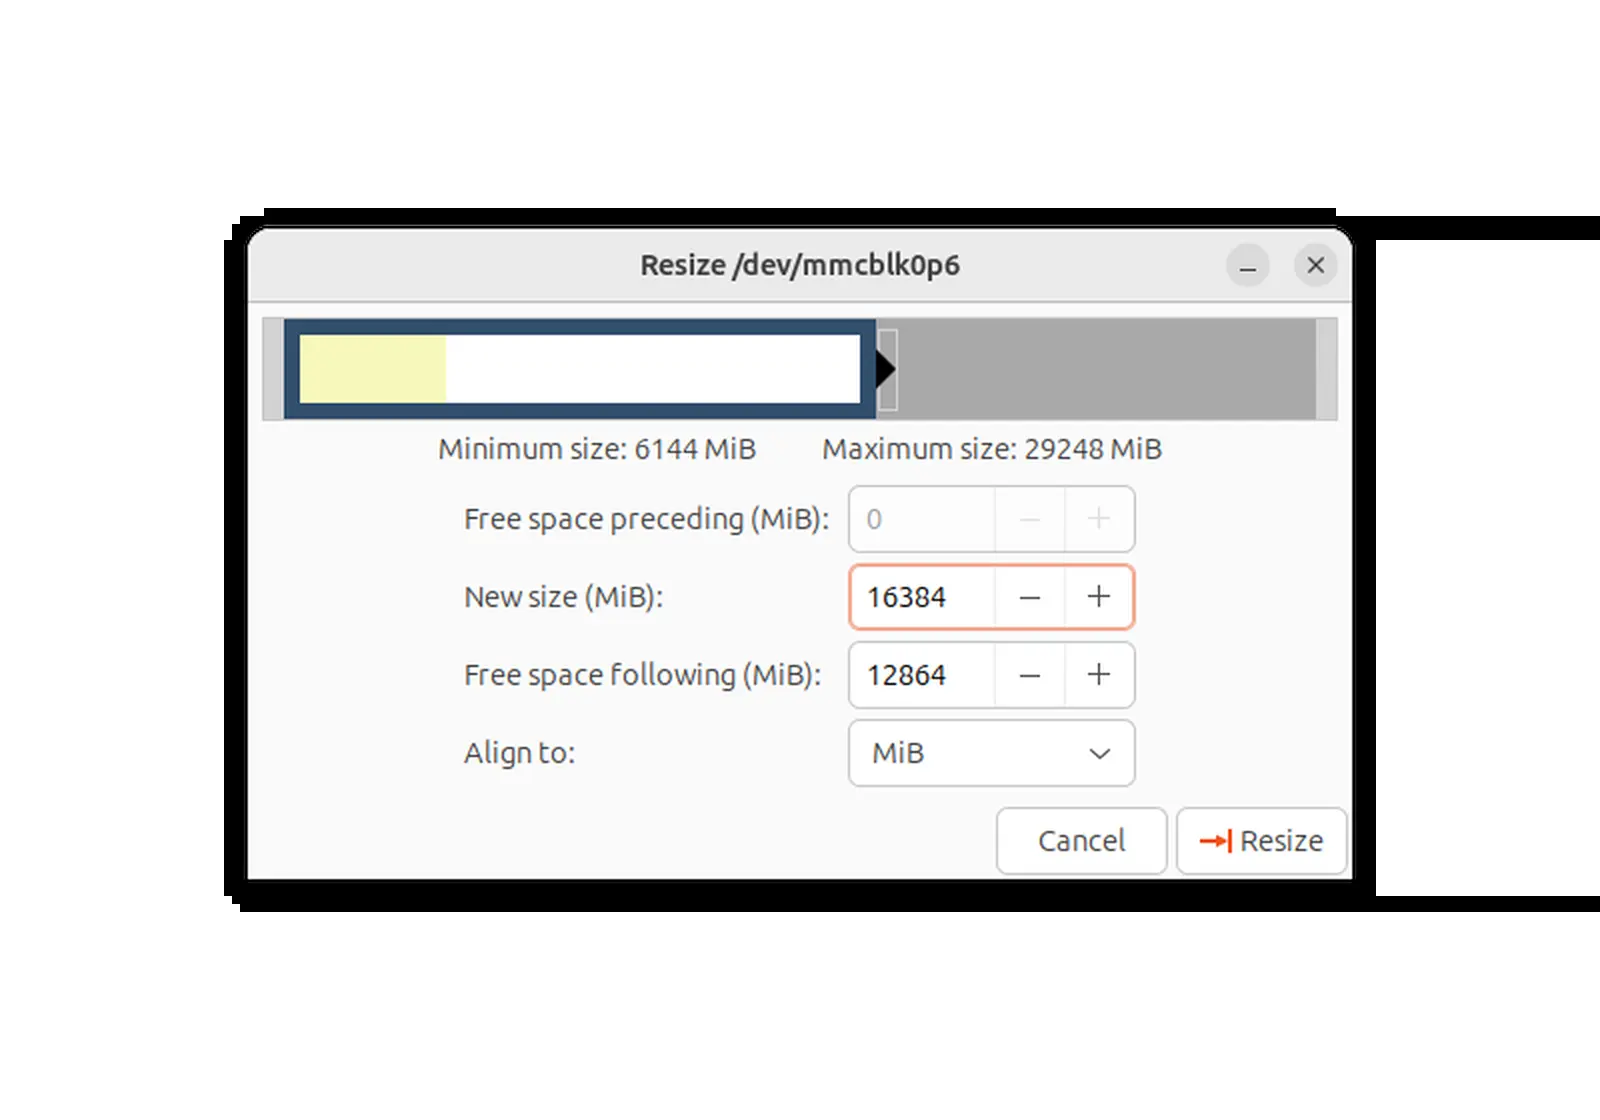 Resize /dev/mmcblk0p6
Minimum size: 6144 MiB Maximum size: 29248 MiB
Free space preceding (MiB): 0
New size (MiB): 16384
Free space following (MiB): 12864
Align to: MiB
Cancel Resize